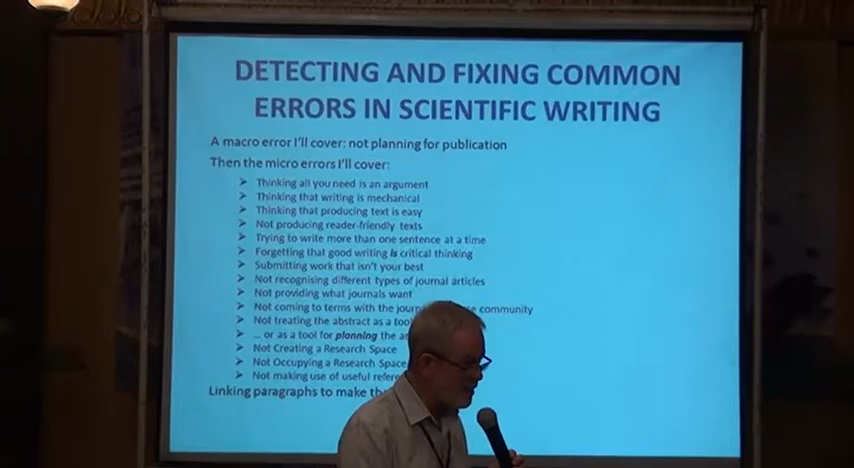 DETECTING AND FIXING COMMON
ERRORS IN SCIENTIFIC WRITING
A macro error I'll cover: not planning for publication
Then the micro errors I'll cover:
➤ Thinking all you need is an argument
➤ Thinking that writing is mechanical
➤ Thinking that producing text is easy
➤ Not producing reader-friendly texts
➤ Trying to write more than one sentence at a time
➤ Forgetting that good writing is critical thinking
➤ Submitting work that isn't your best
➤ Not recognising different types of journal articles
➤ Not providing what journals want
➤ Not coming to terms with the community
➤ Not treating the abstract as a
➤ ... or as a tool for planning the
➤ Not Creating a Research Space
➤ Not Occupying a Research Space
➤ Not making use of useful
Linking paragraphs to make